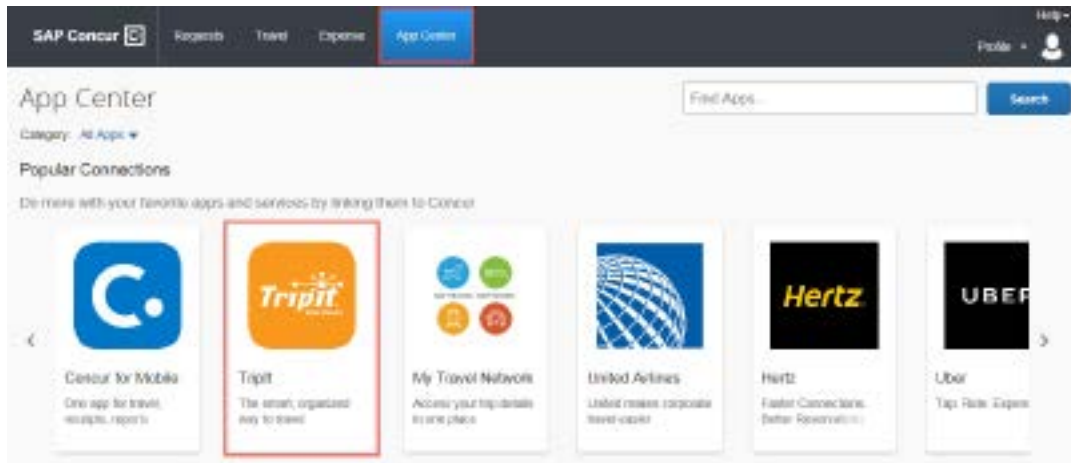 Help
SAP Concur C
Requests Travel Expense App Center
Profile
App Center
Find Apps...
Search
Category: All Apps
Popular Connections
Do more with your favorite apps and services by linking them to Concur
C.
TripIt
Hertz
UBER
Concur for Mobile
One app for travel,
receipts, reports
TripIt
The smart, organized
way to travel
My Travel Network
Access your trip details
in one place
United Airlines
United makes corporate
travel easier
Hertz
Faster Connections.
Better Reservations
Uber
Tap. Ride. Expense